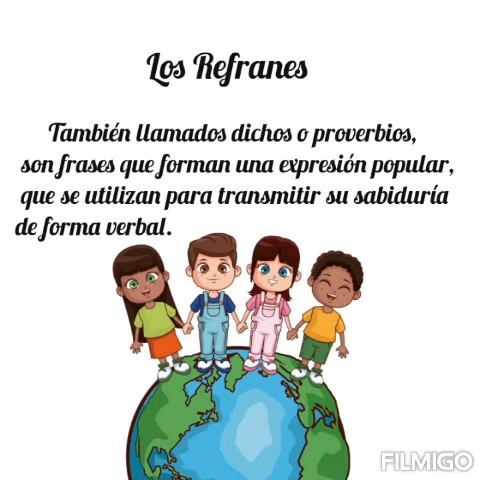 Los Refranes
También llamados dichos o proverbios,
son frases que forman una expresión popular,
que se utilizan para transmitir su sabiduría
de forma verbal.
FILMIGO